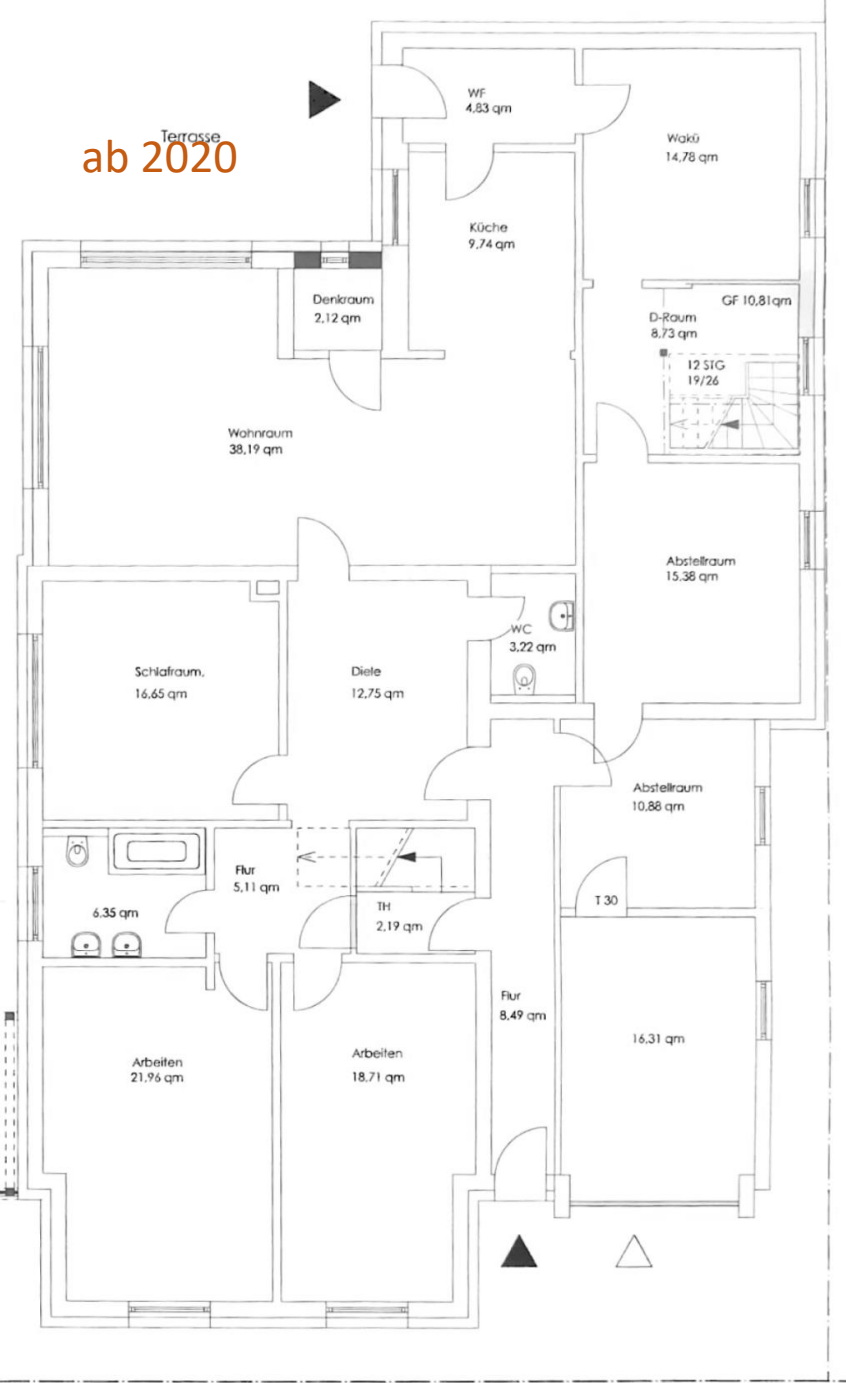 WF
4,83 qm
Terrasse
ab 2020
Wakü
14,78 qm
Küche
9,74 qm
Denkraum
2,12 qm
GF 10,81qm
D-Raum
8,73 qm
12 STG
19/26
Wohnraum
38,19 qm
Abstellraum
15,38 qm
WC
3,22 qm
Schlafraum,
16,65 qm
Diele
12,75 qm
Abstellraum
10,88 qm
Flur
5,11 qm
T 30
6,35 qm
TH
2,19 qm
Flur
8,49 qm
16,31 qm
Arbeiten
21,96 qm
Arbeiten
18,71 qm